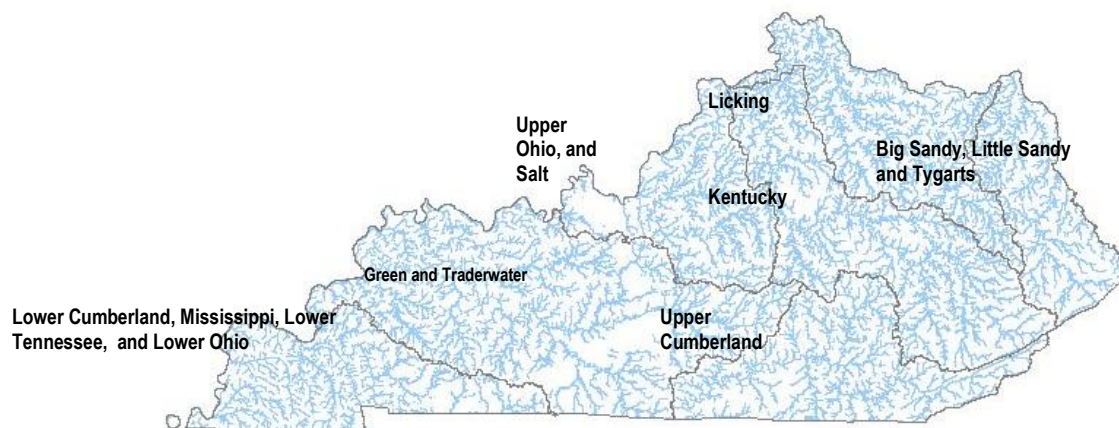 Licking
Upper
Ohio, and
Salt
Big Sandy, Little Sandy
and Tygarts
Kentucky
Green and Traderwater
Lower Cumberland, Mississippi, Lower
Tennessee, and Lower Ohio
Upper
Cumberland